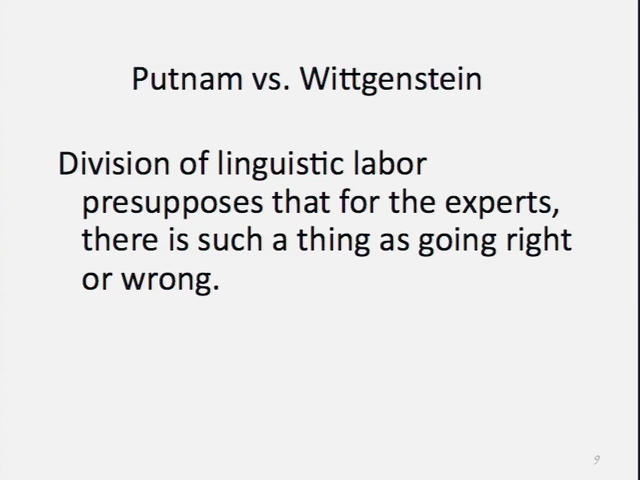 Putnam vs. Wittgenstein
Division of linguistic labor
presupposes that for the experts,
there is such a thing as going right
or wrong.
9